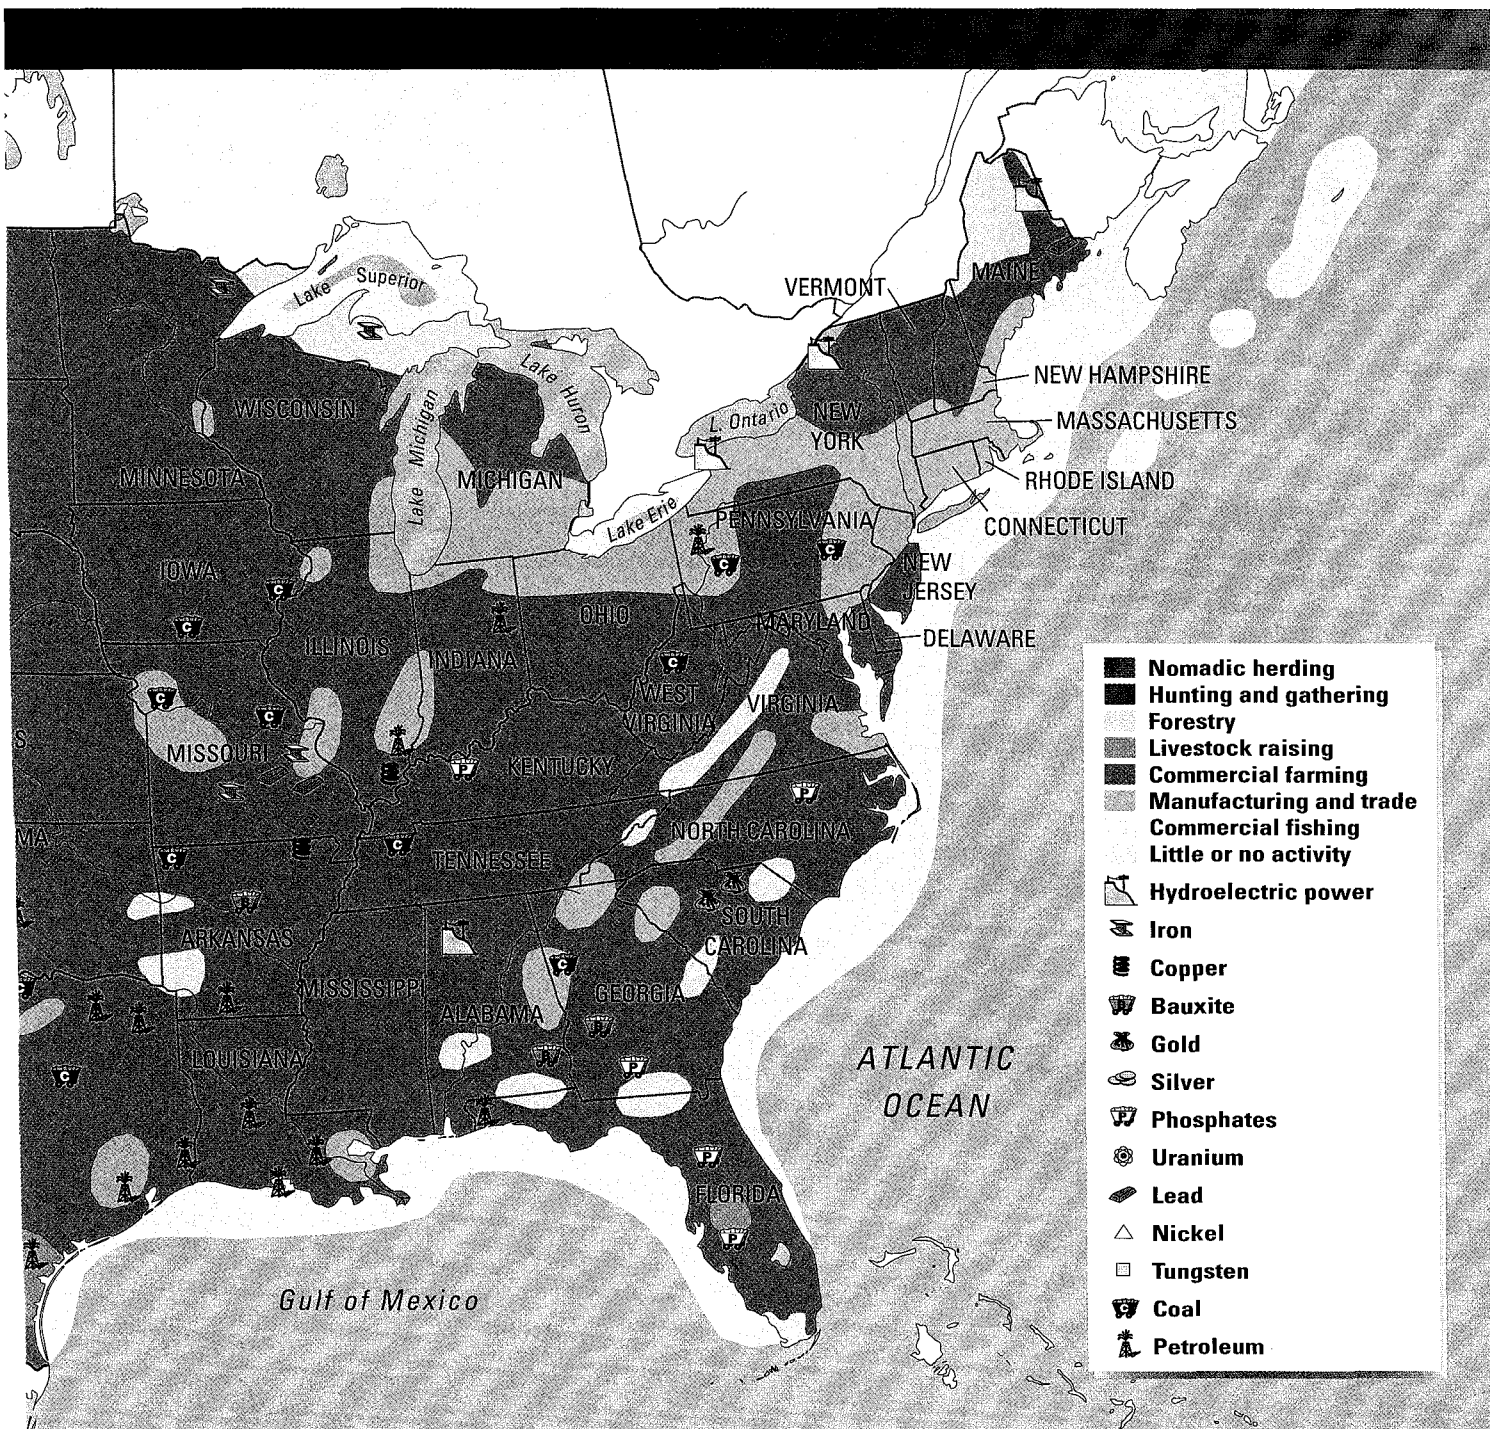 Lake Superior
VERMONT
MAINE
Lake Huron
NEW HAMPSHIRE
WISCONSIN
Lake Michigan
L. Ontario
NEW
YORK
MASSACHUSETTS
MINNESOTA
MICHIGAN
RHODE ISLAND
Lake Erie
PENNSYLVANIA
CONNECTICUT
IOWA
NEW
JERSEY
OHIO
MARYLAND
DELAWARE
ILLINOIS
INDIANA
WEST
VIRGINIA
VIRGINIA
S
MISSOURI
KENTUCKY
MA
NORTH CAROLINA
TENNESSEE
SOUTH
CAROLINA
ARKANSAS
MISSISSIPPI
GEORGIA
ALABAMA
LOUISIANA
ATLANTIC
OCEAN
FLORIDA
Gulf of Mexico
Nomadic herding
Hunting and gathering
Forestry
Livestock raising
Commercial farming
Manufacturing and trade
Commercial fishing
Little or no activity
Hydroelectric power
Iron
Copper
B Bauxite
Gold
Silver
P Phosphates
Uranium
Lead
Nickel
Tungsten
C Coal
Petroleum